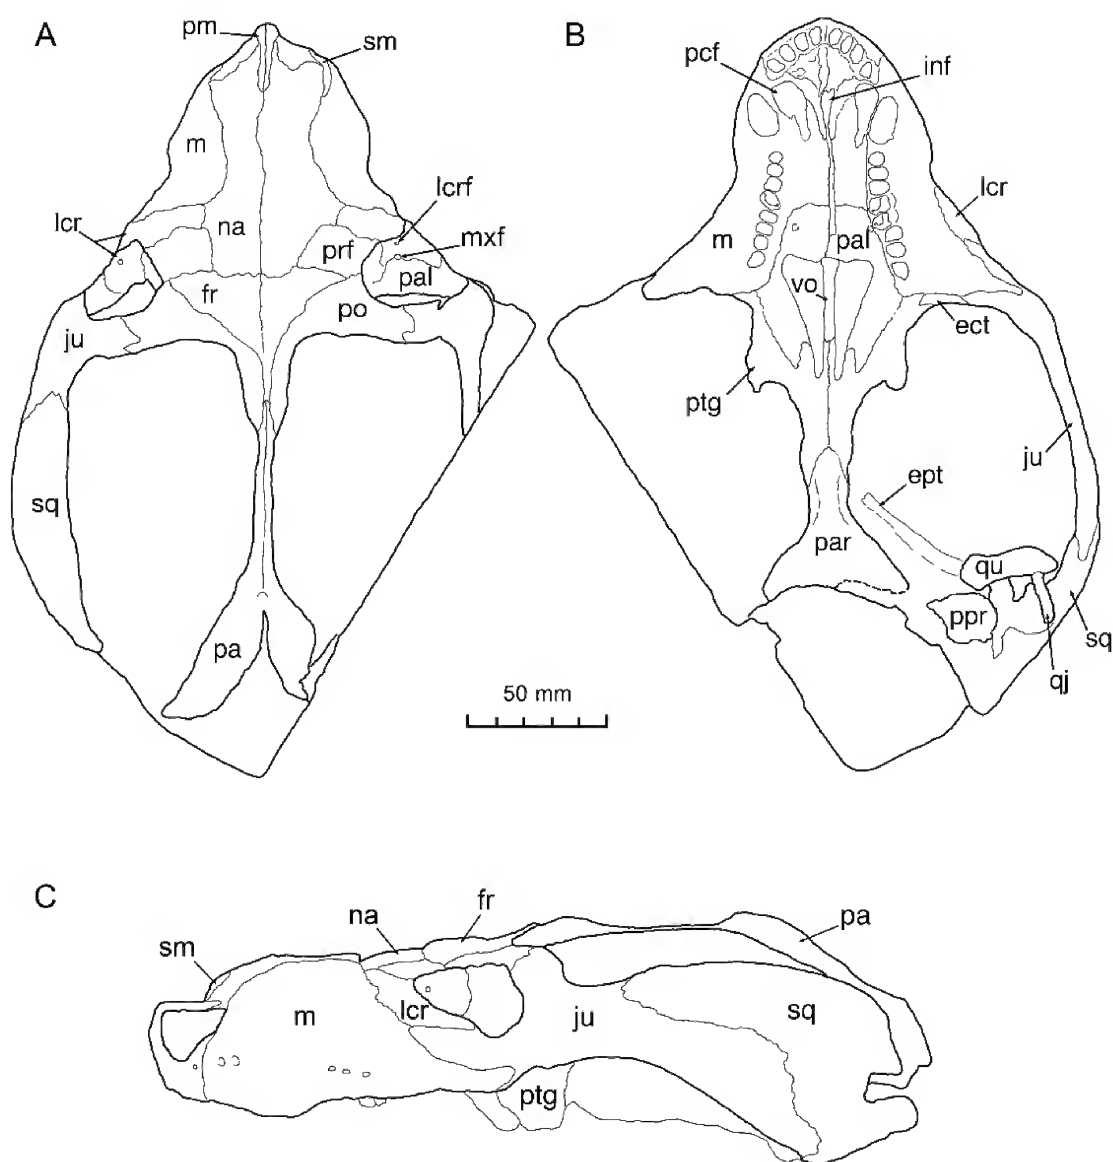 A
pm
sm
m
lcr
na
lcrf
mxf
prf
pal
fr
po
ju
sq
pa
50 mm
B
pcf
inf
lcr
m
pal
vo
ect
ptg
ju
ept
par
qu
ppr
sq
qj
C
na
fr
pa
sm
m
lcr
ju
sq
ptg